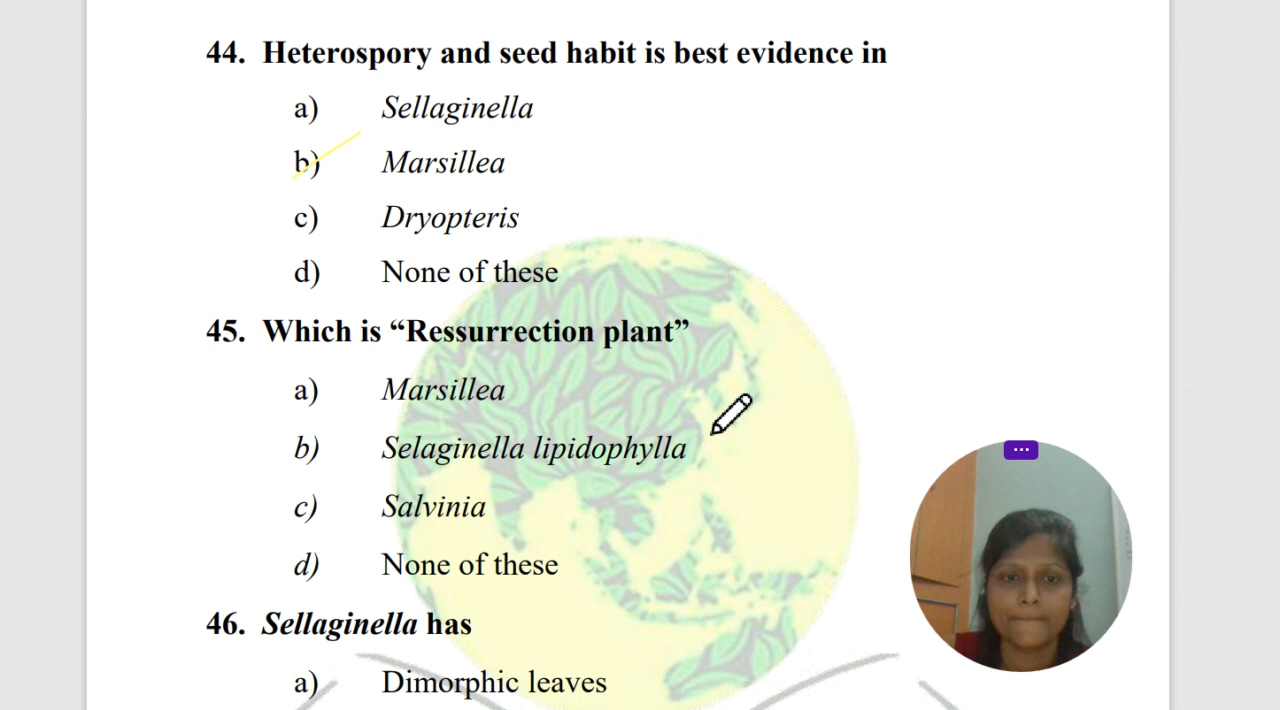 44. Heterospory and seed habit is best evidence in
a) Sellaginella
b) Marsillea
c) Dryopteris
d) None of these
45. Which is “Ressurrection plant”
a) Marsillea
b) Selaginella lipidophylla
c) Salvinia
d) None of these
46. Sellaginella has
a) Dimorphic leaves